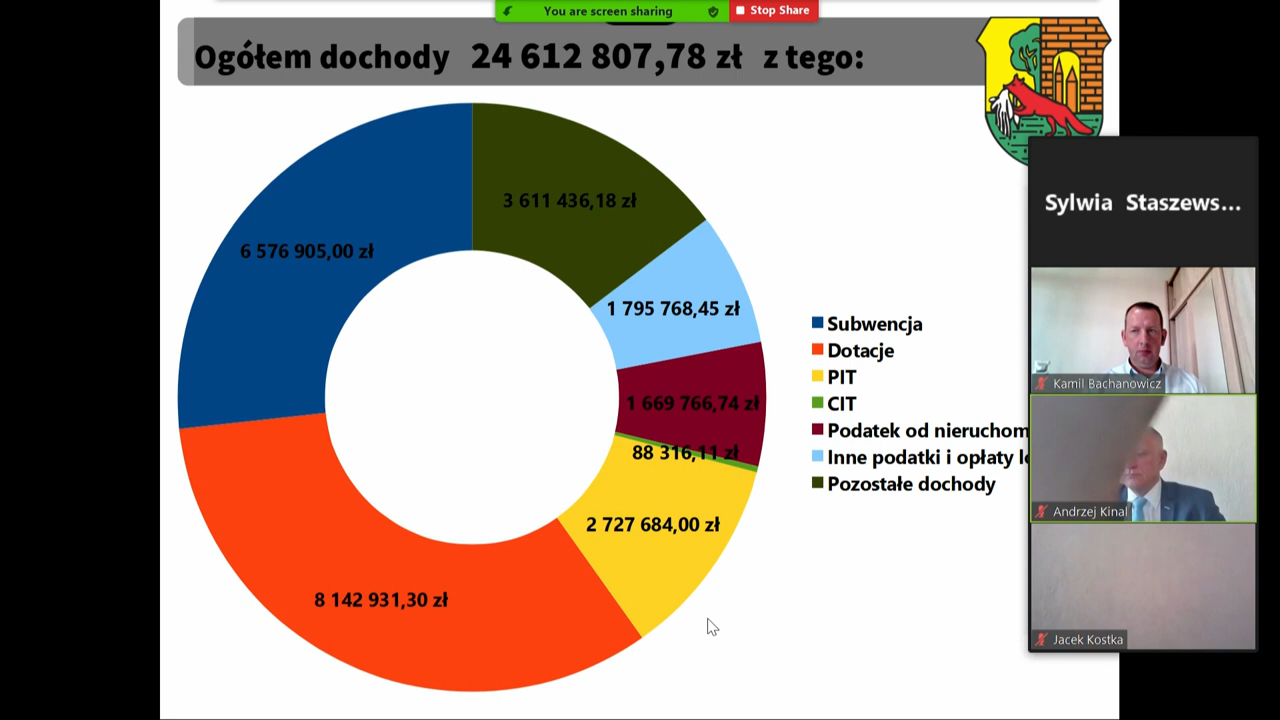 You are screen sharing
Stop Share
Ogółem dochody 24 612 807,78 zł z tego:
3 611 436,18 zł
6 576 905,00 zł
1 795 768,45 zł
1 669 766,74 zł
88 316,11 zł
2 727 684,00 zł
8 142 931,30 zł
Subwencja
Dotacje
PIT
CIT
Podatek od nieruchom
Inne podatki i opłaty l
Pozostałe dochody
Sylwia Staszews...
Kamil Bachanowicz
Andrzej Kinal
Jacek Kostka